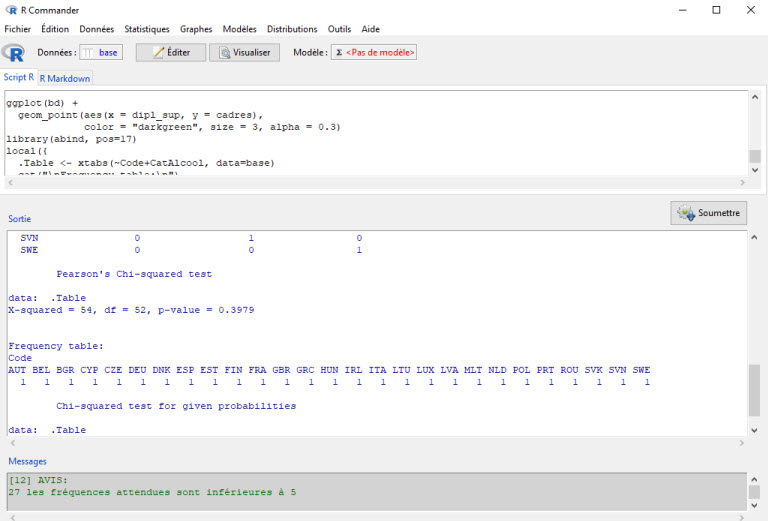 R Commander
Fichier Édition Données Statistiques Graphes Modèles Distributions Outils Aide
Données : base Éditer Visualiser Modèle : Σ <Pas de modèle>
Script R R Markdown
ggplot(bd) +
geom_point(aes(x = dipl_sup, y = cadres),
color = "darkgreen", size = 3, alpha = 0.3)
library(abind, pos=17)
local({
.Table <- xtabs(~Code+CatAlcool, data=base)
cat("\nFrequency table:\n")
Soumettre
Sortie
SVN 0 1 0
SWE 0 0 1
Pearson's Chi-squared test
data: .Table
X-squared = 54, df = 52, p-value = 0.3979
Frequency table:
Code
AUT BEL BGR CYP CZE DEU DNK ESP EST FIN FRA GBR GRC HUN IRL ITA LTU LUX LVA MLT NLD POL PRT ROU SVK SVN SWE
1 1 1 1 1 1 1 1 1 1 1 1 1 1 1 1 1 1 1 1 1 1 1 1 1 1 1
Chi-squared test for given probabilities
data: .Table
Messages
[12] AVIS:
27 les fréquences attendues sont inférieures à 5